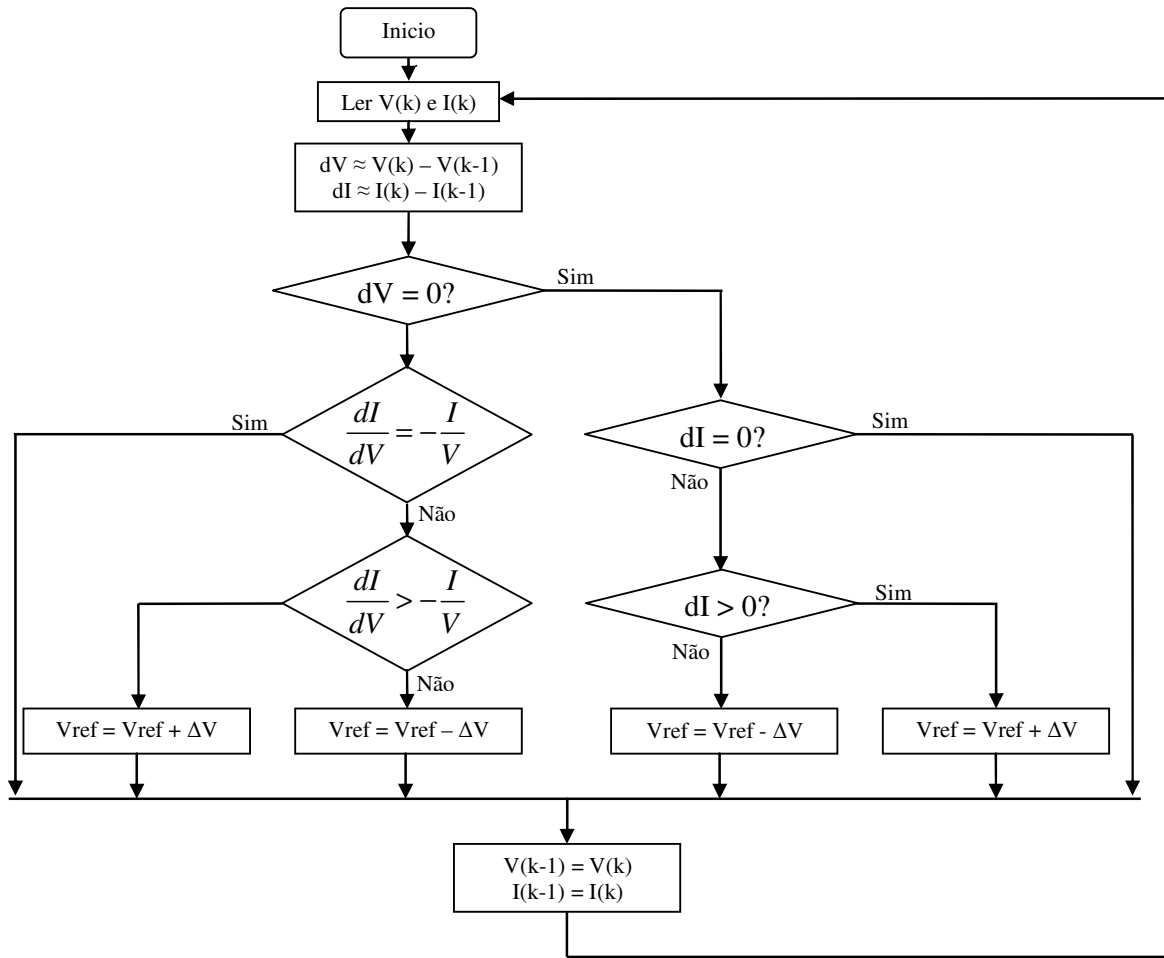 Inicio
Ler V(k) e I(k)
dV ≈ V(k) – V(k-1)
dI ≈ I(k) – I(k-1)
Sim
dV = 0?
Sim
dI/dV = − I/V
Sim
dI = 0?
Não
Não
dI/dV > − I/V
Sim
dI > 0?
Não
Não
Vref = Vref + ΔV
Vref = Vref – ΔV
Vref = Vref - ΔV
Vref = Vref + ΔV
V(k-1) = V(k)
I(k-1) = I(k)